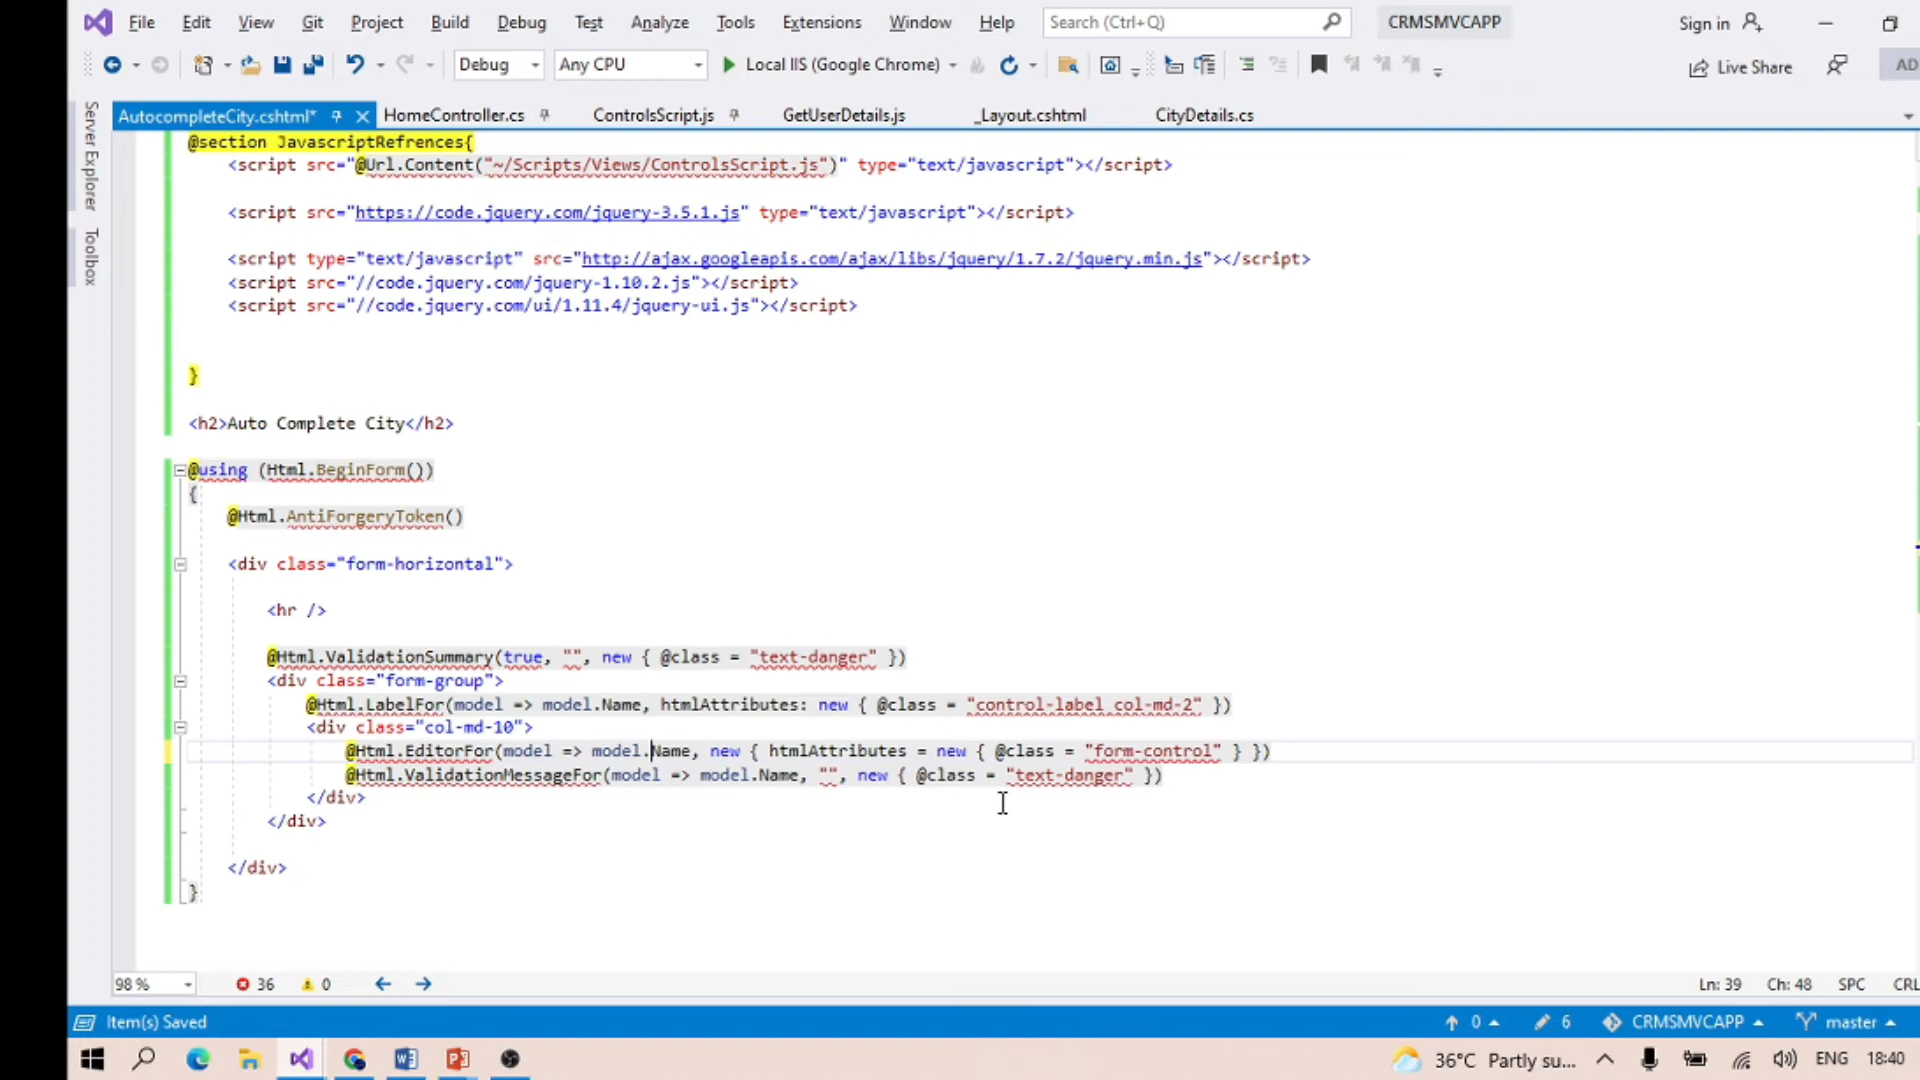 File Edit View Git Project Build Debug Test Analyze Tools Extensions Window Help Search (Ctrl+Q) CRMSMVCAPP Sign in
Debug Any CPU Local IIS (Google Chrome) Live Share AD
Server Explorer
Toolbox
AutocompleteCity.cshtml* HomeController.cs ControlsScript.js GetUserDetails.js _Layout.cshtml CityDetails.cs
@section JavascriptRefrences{
<script src="@Url.Content("~/Scripts/Views/ControlsScript.js")" type="text/javascript"></script>
<script src="https://code.jquery.com/jquery-3.5.1.js" type="text/javascript"></script>
<script type="text/javascript" src="http://ajax.googleapis.com/ajax/libs/jquery/1.7.2/jquery.min.js"></script>
<script src="//code.jquery.com/jquery-1.10.2.js"></script>
<script src="//code.jquery.com/ui/1.11.4/jquery-ui.js"></script>
}
<h2>Auto Complete City</h2>
@using (Html.BeginForm())
{
@Html.AntiForgeryToken()
<div class="form-horizontal">
<hr />
@Html.ValidationSummary(true, "", new { @class = "text-danger" })
<div class="form-group">
@Html.LabelFor(model => model.Name, htmlAttributes: new { @class = "control-label col-md-2" })
<div class="col-md-10">
@Html.EditorFor(model => model.Name, new { htmlAttributes = new { @class = "form-control" } })
@Html.ValidationMessageFor(model => model.Name, "", new { @class = "text-danger" })
</div>
</div>
</div>
}
98 % 36 0 Ln: 39 Ch: 48 SPC CRL
Item(s) Saved 0 6 CRMSMVCAPP master
36°C Partly su... ENG 18:40